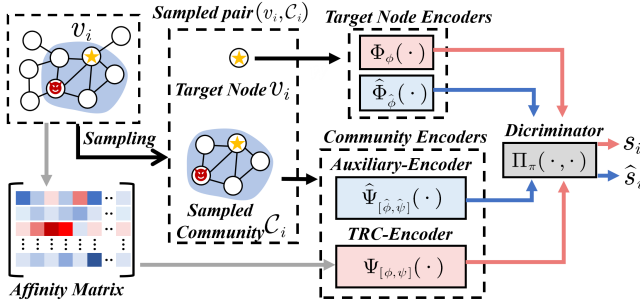 Sampled pair (v_i, C_i)
Target Node Encoders
v_i
Φ_ϕ(·)
Target Node v_i
Φ̂_ϕ̂(·)
Sampling
Community Encoders
Dicriminator
Auxiliary-Encoder
s_i
Π_π(·,·)
ŝ_i
Ψ̂_[ϕ̂,ψ̂](·)
Sampled
Community C_i
TRC-Encoder
Ψ_[ϕ,ψ](·)
Affinity Matrix